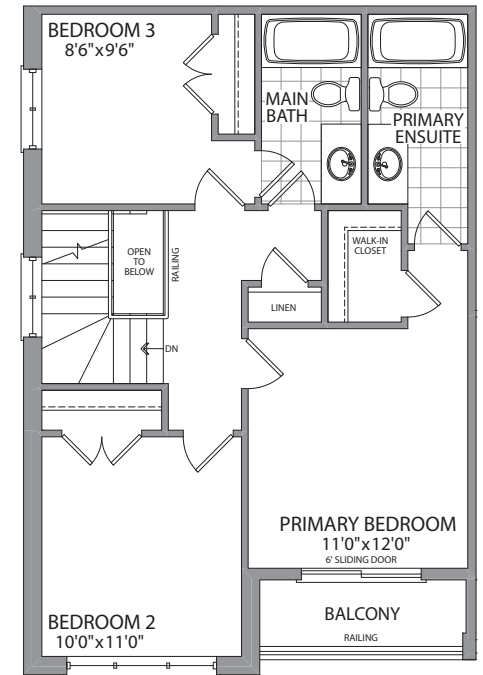 BEDROOM 3
8'6"x9'6"
MAIN
BATH
PRIMARY
ENSUITE
OPEN
TO
BELOW
RAILING
WALK-IN
CLOSET
LINEN
DN
PRIMARY BEDROOM
11'0"x12'0"
6' SLIDING DOOR
BEDROOM 2
10'0"x11'0"
BALCONY
RAILING